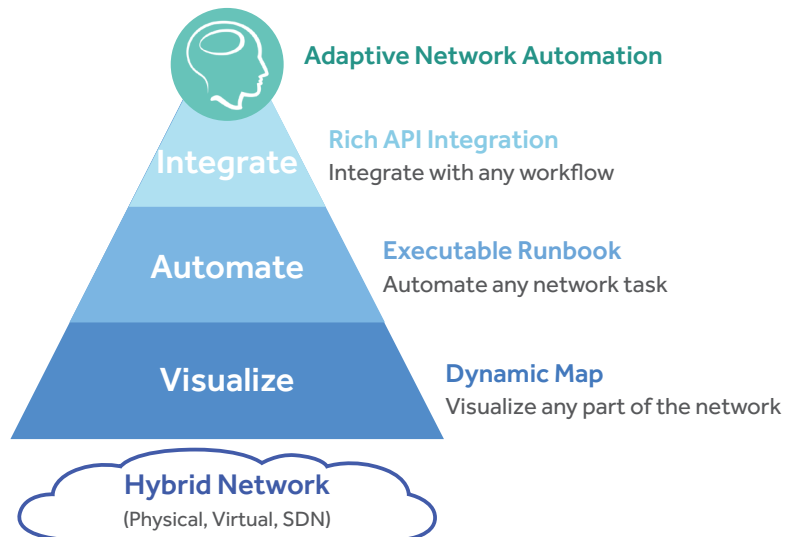 Adaptive Network Automation
Integrate
Rich API Integration
Integrate with any workflow
Automate
Executable Runbook
Automate any network task
Visualize
Dynamic Map
Visualize any part of the network
Hybrid Network
(Physical, Virtual, SDN)